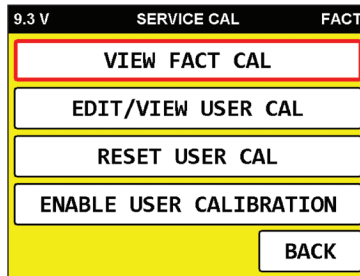 9.3 V SERVICE CAL FACT
VIEW FACT CAL
EDIT/VIEW USER CAL
RESET USER CAL
ENABLE USER CALIBRATION
BACK